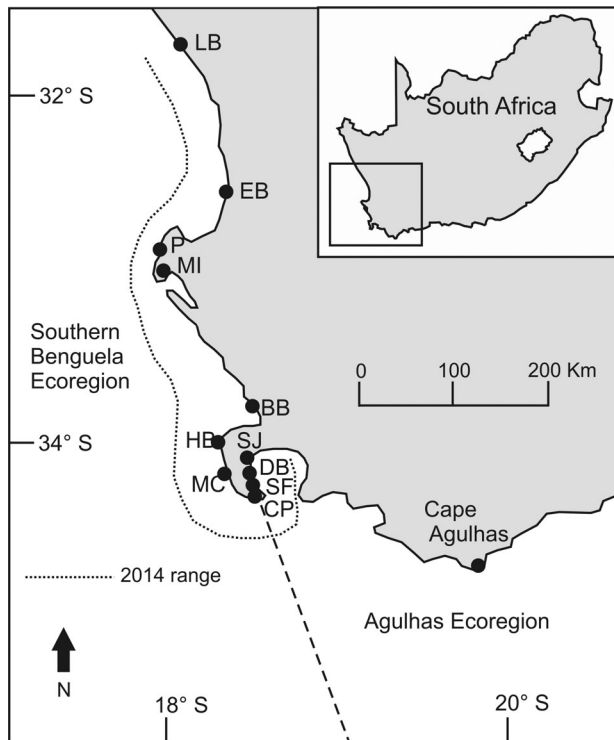 LB
32° S
South Africa
EB
P
MI
Southern
Benguela
Ecoregion
0 100 200 Km
BB
34° S
HB
SJ
DB
MC
SF
CP
Cape
Agulhas
2014 range
Agulhas Ecoregion
N
18° S
20° S